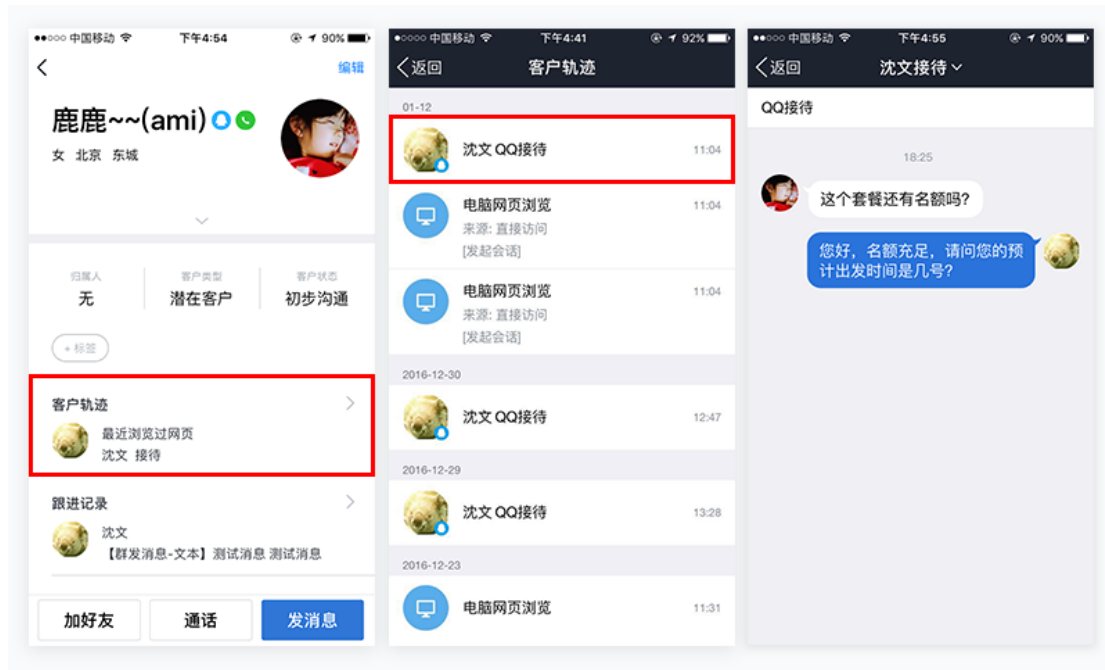 中国移动 下午4:54 90%
编辑
鹿鹿~~(ami)
女 北京 东城
归属人 客户类型 客户状态
无 潜在客户 初步沟通
+ 标签
客户轨迹
最近浏览过网页
沈文 接待
跟进记录
沈文
【群发消息-文本】测试消息 测试消息
加好友 通话 发消息
中国移动 下午4:41 92%
返回 客户轨迹
01-12
沈文 QQ接待 11:04
电脑网页浏览 11:04
来源: 直接访问
[发起会话]
电脑网页浏览 11:04
来源: 直接访问
[发起会话]
2016-12-30
沈文 QQ接待 12:47
2016-12-29
沈文 QQ接待 13:28
2016-12-23
电脑网页浏览 11:31
中国移动 下午4:55 90%
返回 沈文接待
QQ接待
18:25
这个套餐还有名额吗?
您好，名额充足，请问您的预
计出发时间是几号?